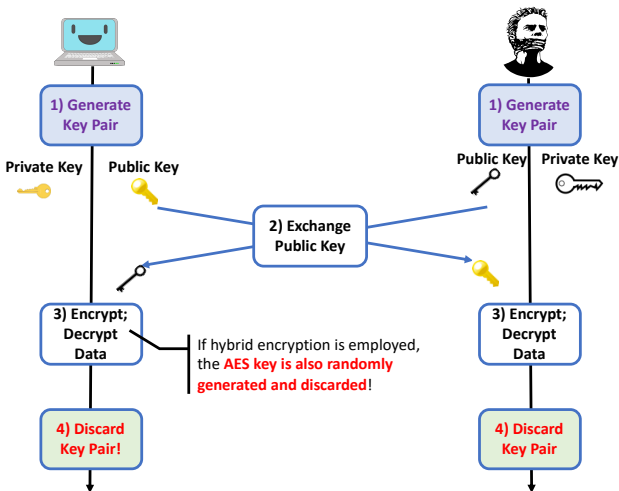 1) Generate
Key Pair
1) Generate
Key Pair
Private Key
Public Key
Public Key
Private Key
2) Exchange
Public Key
3) Encrypt;
Decrypt
Data
If hybrid encryption is employed,
the AES key is also randomly
generated and discarded!
3) Encrypt;
Decrypt
Data
4) Discard
Key Pair!
4) Discard
Key Pair